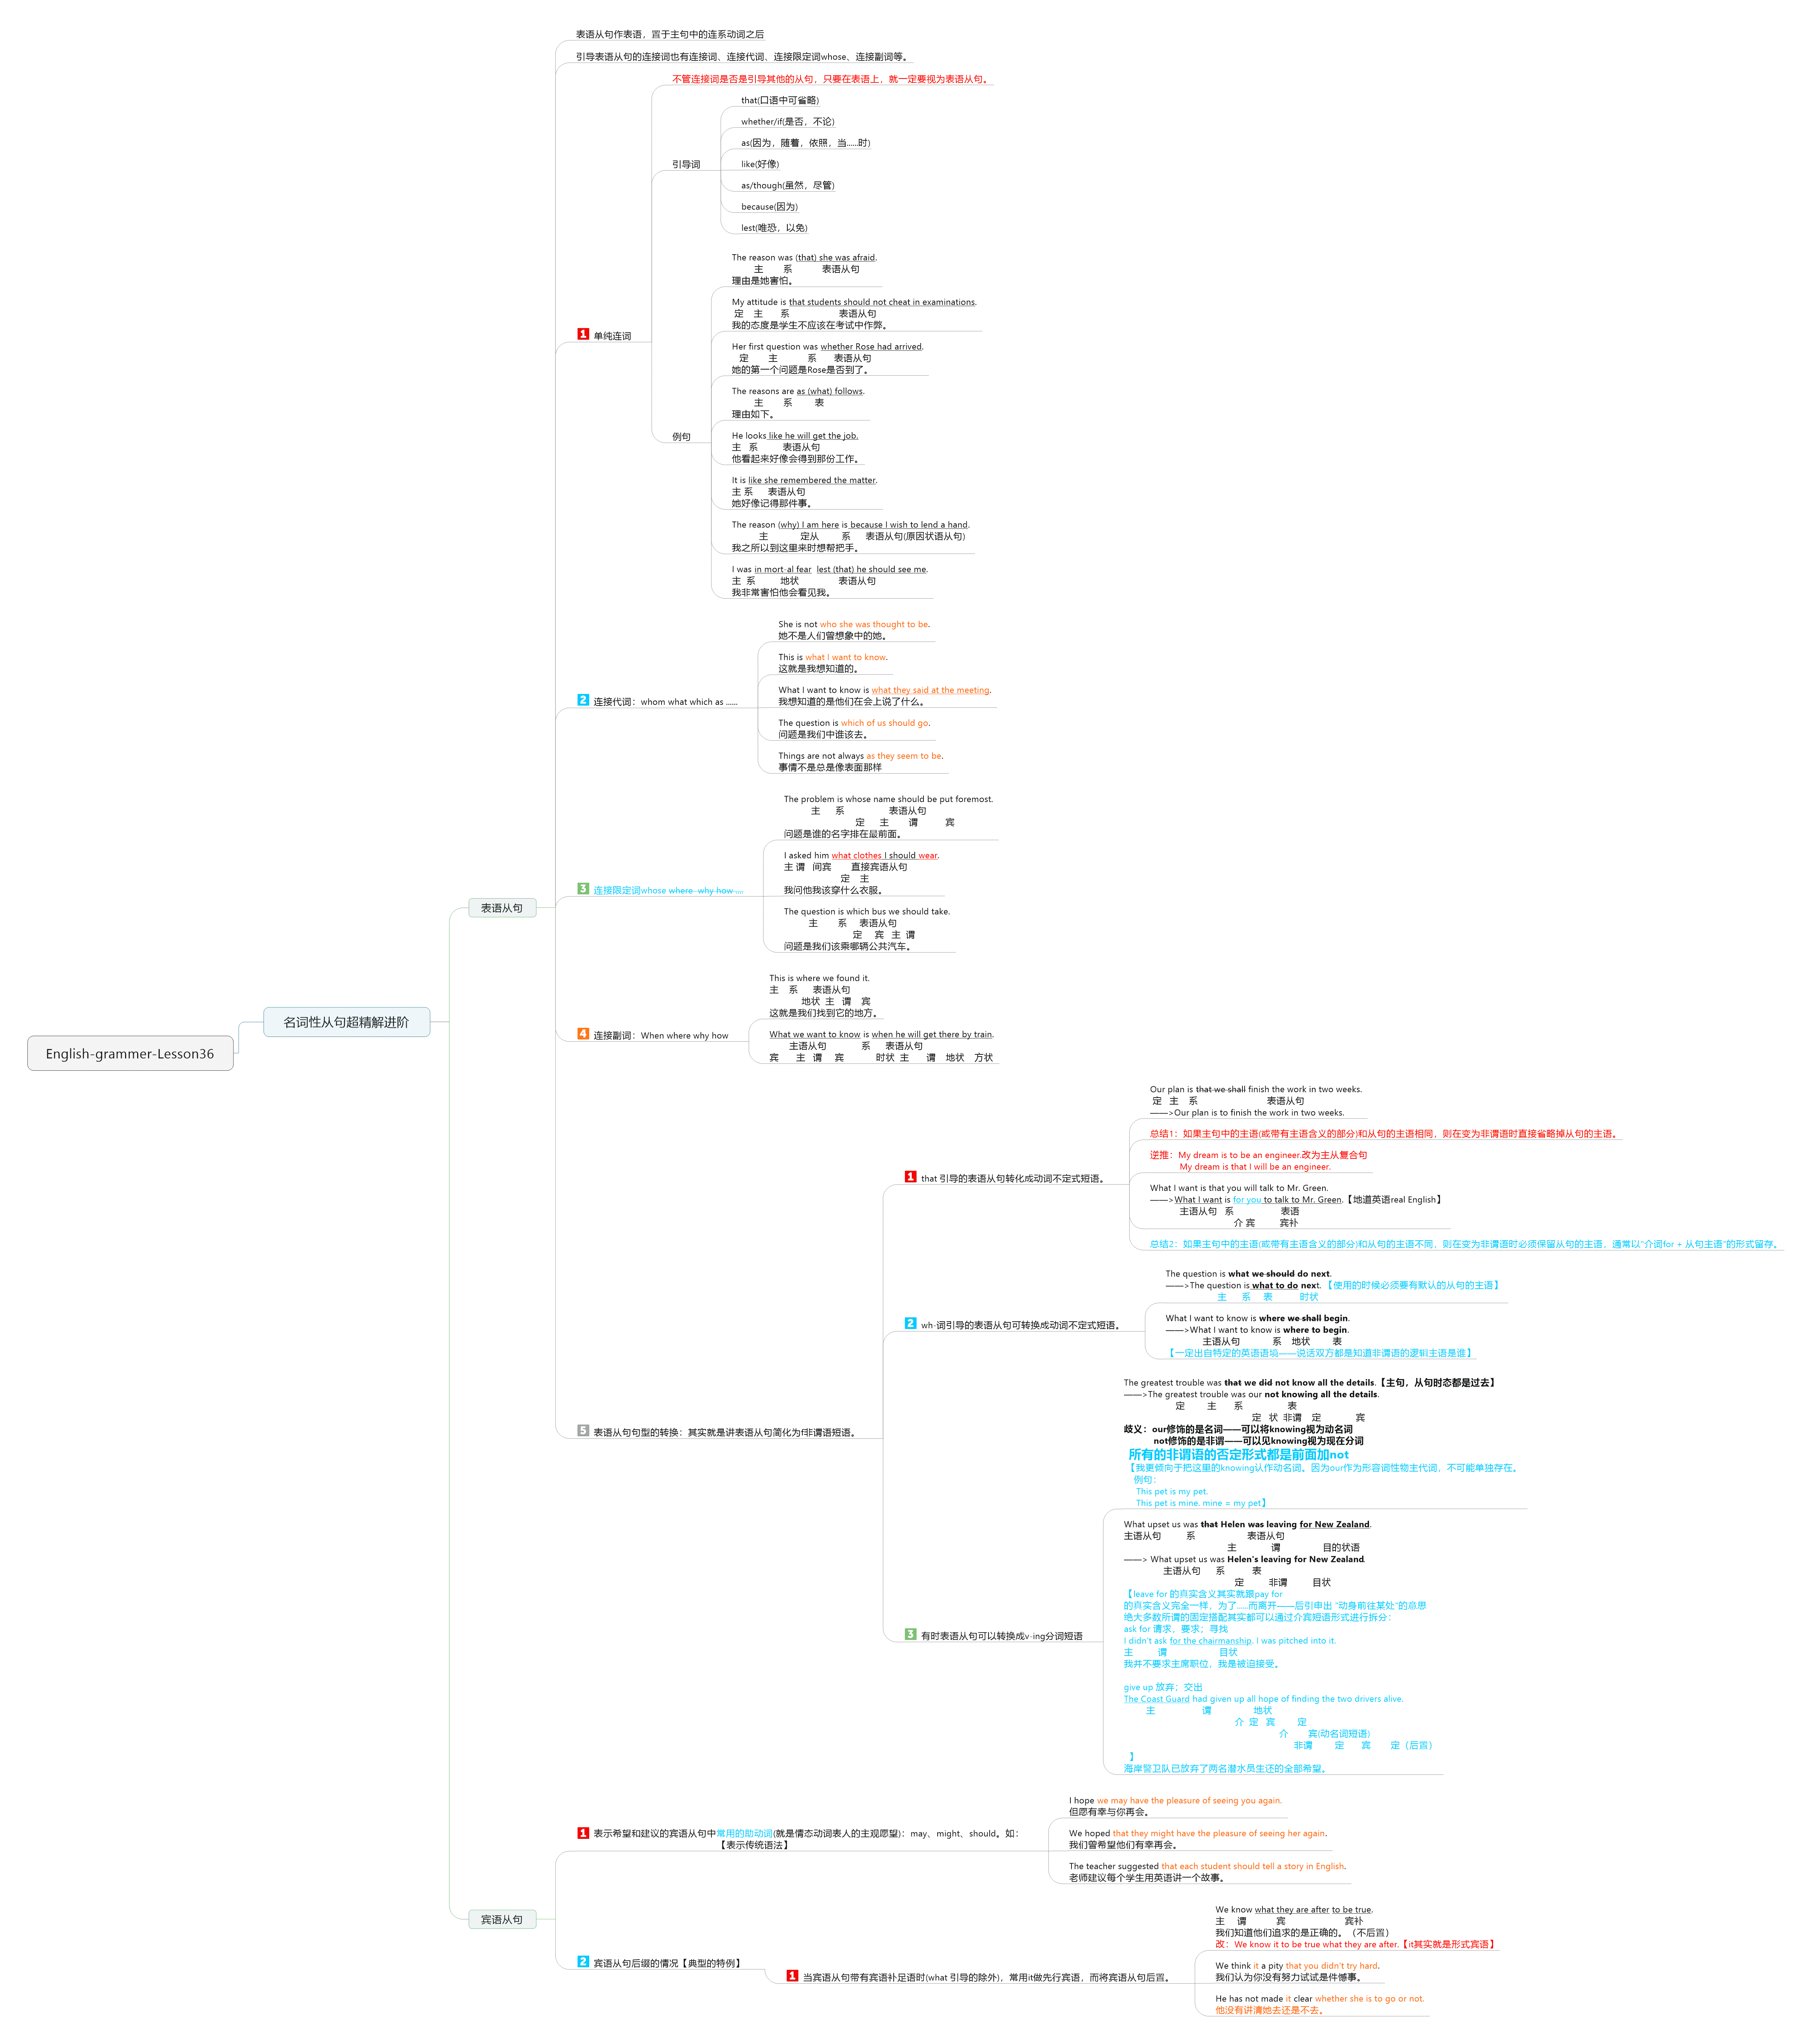 English-grammer-Lesson36
名词性从句超精解进阶
表语从句
表语从句作表语，置于主句中的连系动词之后
引导表语从句的连接词也有连接词、连接代词、连接限定词whose、连接副词等。
1 单纯连词
不管连接词是否是引导其他的从句，只要在表语上，就一定要视为表语从句。
引导词
that(口语中可省略)
whether/if(是否，不论)
as(因为，随着，依照，当......时)
like(好像)
as/though(虽然，尽管)
because(因为)
lest(唯恐，以免)
例句
The reason was (that) she was afraid.
主 系 表语从句
理由是她害怕。
My attitude is that students should not cheat in examinations.
定 主 系 表语从句
我的态度是学生不应该在考试中作弊。
Her first question was whether Rose had arrived.
定 主 系 表语从句
她的第一个问题是Rose是否到了。
The reasons are as (what) follows.
主 系 表
理由如下。
He looks like he will get the job.
主 系 表语从句
他看起来好像会得到那份工作。
It is like she remembered the matter.
主 系 表语从句
她好像记得那件事。
The reason (why) I am here is because I wish to lend a hand.
主 定从 系 表语从句(原因状语从句)
我之所以到这里来时想帮把手。
I was in mort-al fear lest (that) he should see me.
主 系 地状 表语从句
我非常害怕他会看见我。
2 连接代词：whom what which as ......
She is not who she was thought to be.
她不是人们曾想象中的她。
This is what I want to know.
这就是我想知道的。
What I want to know is what they said at the meeting.
我想知道的是他们在会上说了什么。
The question is which of us should go.
问题是我们中谁该去。
Things are not always as they seem to be.
事情不是总是像表面那样
3 连接限定词whose where why how ....
The problem is whose name should be put foremost.
主 系 表语从句
定 主 谓 宾
问题是谁的名字排在最前面。
I asked him what clothes I should wear.
主 谓 间宾 直接宾语从句
定 主
我问他我该穿什么衣服。
The question is which bus we should take.
主 系 表语从句
定 宾 主 谓
问题是我们该乘哪辆公共汽车。
4 连接副词：When where why how
This is where we found it.
主 系 表语从句
地状 主 谓 宾
这就是我们找到它的地方。
What we want to know is when he will get there by train.
主语从句 系 表语从句
宾 主 谓 宾 时状 主 谓 地状 方状
5 表语从句句型的转换：其实就是讲表语从句简化为f非谓语短语。
1 that 引导的表语从句转化成动词不定式短语。
Our plan is that we shall finish the work in two weeks.
定 主 系 表语从句
——>Our plan is to finish the work in two weeks.
总结1：如果主句中的主语(或带有主语含义的部分)和从句的主语相同，则在变为非谓语时直接省略掉从句的主语。
逆推：My dream is to be an engineer.改为主从复合句
My dream is that I will be an engineer.
What I want is that you will talk to Mr. Green.
——>What I want is for you to talk to Mr. Green.【地道英语real English】
主语从句 系 表语
介 宾 宾补
总结2：如果主句中的主语(或带有主语含义的部分)和从句的主语不同，则在变为非谓语时必须保留从句的主语，通常以"介词for + 从句主语"的形式留存。
2 wh-词引导的表语从句可转换成动词不定式短语。
The question is what we should do next.
——>The question is what to do next. 【使用的时候必须要有默认的从句的主语】
主 系 表 时状
What I want to know is where we shall begin.
——>What I want to know is where to begin.
主语从句 系 地状 表
【一定出自特定的英语语境——说话双方都是知道非谓语的逻辑主语是谁】
3 有时表语从句可以转换成v-ing分词短语
The greatest trouble was that we did not know all the details.【主句，从句时态都是过去】
——>The greatest trouble was our not knowing all the details.
定 主 系 表
定 状 非谓 定 宾
歧义：our修饰的是名词——可以将knowing视为动名词
not修饰的是非谓——可以见knowing视为现在分词
所有的非谓语的否定形式都是前面加not
【我更倾向于把这里的knowing认作动名词。因为our作为形容词性物主代词，不可能单独存在。
例句：
This pet is my pet.
This pet is mine. mine = my pet】
What upset us was that Helen was leaving for New Zealand.
主语从句 系 表语从句
主 谓 目的状语
——> What upset us was Helen's leaving for New Zealand.
主语从句 系 表
定 非谓 目状
【leave for 的真实含义其实就跟pay for
的真实含义完全一样，为了......而离开——后引申出 "动身前往某处"的意思
绝大多数所谓的固定搭配其实都可以通过介宾短语形式进行拆分：
ask for 请求，要求；寻找
I didn't ask for the chairmanship. I was pitched into it.
主 谓 目状
我并不要求主席职位，我是被迫接受。
give up 放弃；交出
The Coast Guard had given up all hope of finding the two drivers alive.
主 谓 地状
介 定 宾 定
介 宾(动名词短语)
非谓 定 宾 定（后置）
】
海岸警卫队已放弃了两名潜水员生还的全部希望。
宾语从句
1 表示希望和建议的宾语从句中常用的助动词(就是情态动词表人的主观愿望)：may、might、should。如：
【表示传统语法】
I hope we may have the pleasure of seeing you again.
但愿有幸与你再会。
We hoped that they might have the pleasure of seeing her again.
我们曾希望他们有幸再会。
The teacher suggested that each student should tell a story in English.
老师建议每个学生用英语讲一个故事。
2 宾语从句后缀的情况【典型的特例】
1 当宾语从句带有宾语补足语时(what 引导的除外)，常用it做先行宾语，而将宾语从句后置。
We know what they are after to be true.
主 谓 宾 宾补
我们知道他们追求的是正确的。（不后置）
改：We know it to be true what they are after.【it其实就是形式宾语】
We think it a pity that you didn't try hard.
我们认为你没有努力试试是件憾事。
He has not made it clear whether she is to go or not.
他没有讲清她去还是不去。